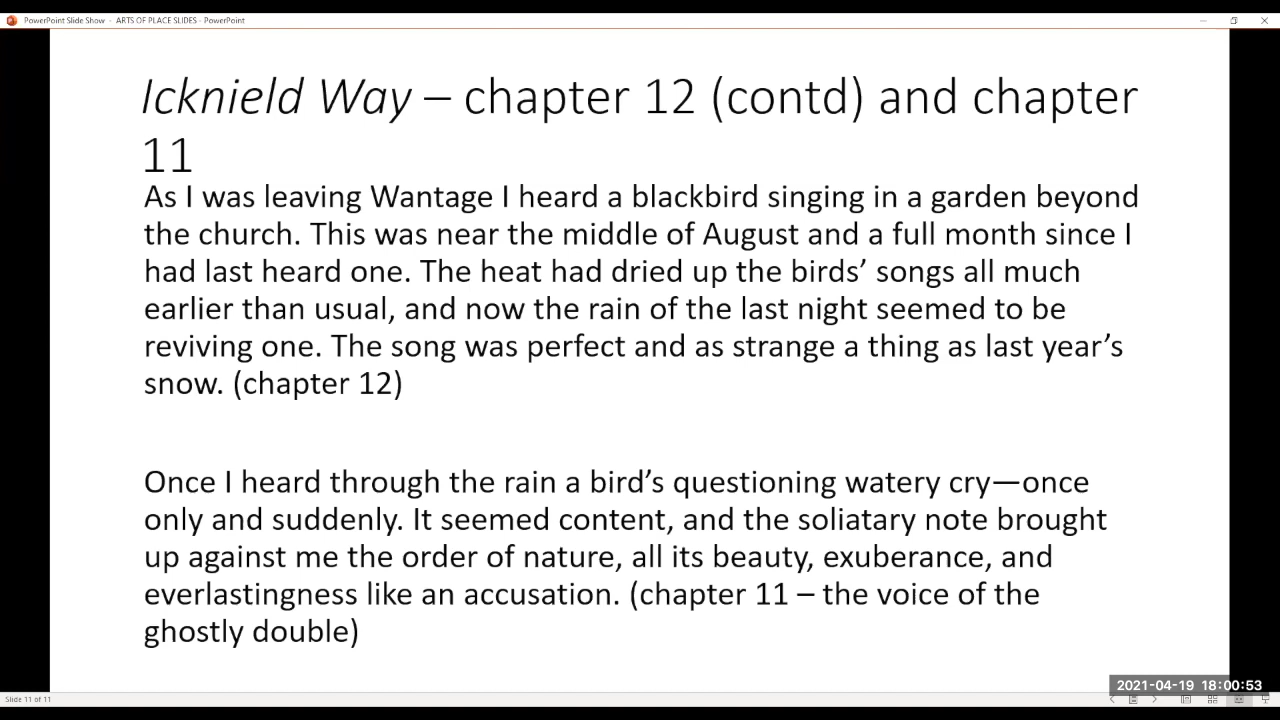 PowerPoint Slide Show - ARTS OF PLACE SLIDES - PowerPoint
Icknield Way – chapter 12 (contd) and chapter
11
As I was leaving Wantage I heard a blackbird singing in a garden beyond
the church. This was near the middle of August and a full month since I
had last heard one. The heat had dried up the birds’ songs all much
earlier than usual, and now the rain of the last night seemed to be
reviving one. The song was perfect and as strange a thing as last year’s
snow. (chapter 12)
Once I heard through the rain a bird’s questioning watery cry—once
only and suddenly. It seemed content, and the soliatary note brought
up against me the order of nature, all its beauty, exuberance, and
everlastingness like an accusation. (chapter 11 – the voice of the
ghostly double)
2021-04-19 18:00:53
Slide 11 of 11